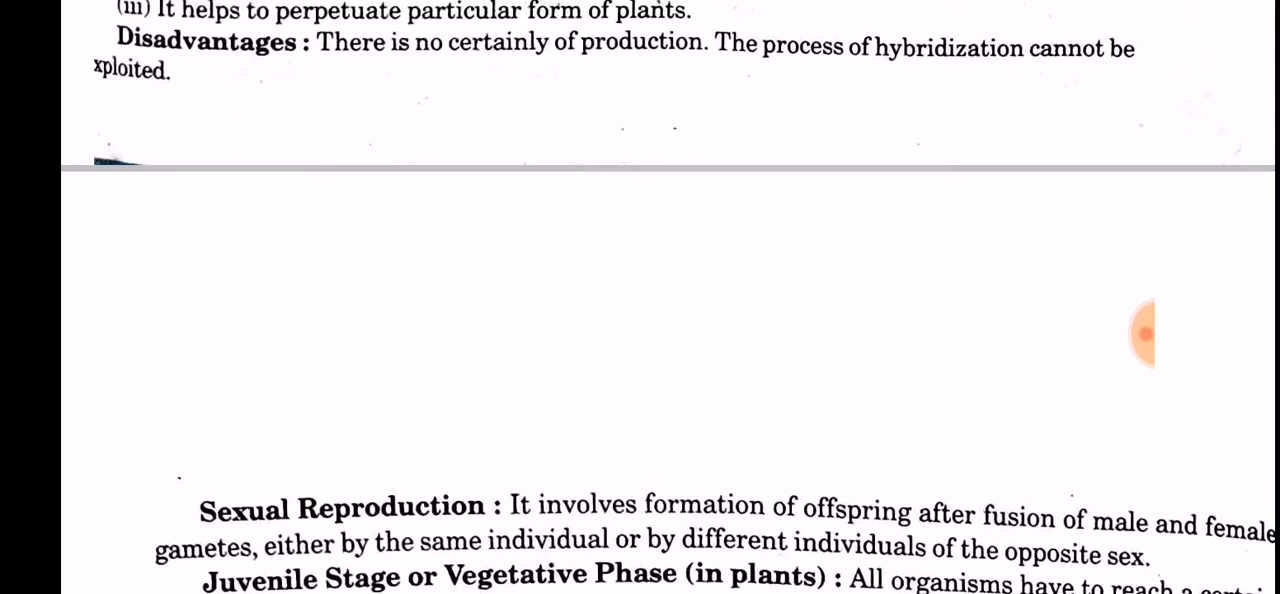 (iii) It helps to perpetuate particular form of plants.
Disadvantages : There is no certainly of production. The process of hybridization cannot be
xploited.
Sexual Reproduction : It involves formation of offspring after fusion of male and female
gametes, either by the same individual or by different individuals of the opposite sex.
Juvenile Stage or Vegetative Phase (in plants) : All organisms have to reach a